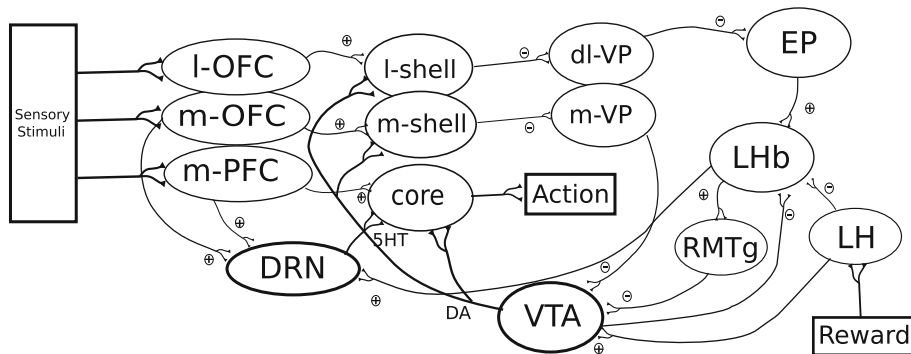 l-OFC
l-shell
dl-VP
EP
Sensory
Stimuli
m-OFC
m-shell
m-VP
m-PFC
core
Action
LHb
5HT
DRN
RMTg
LH
DA
VTA
Reward